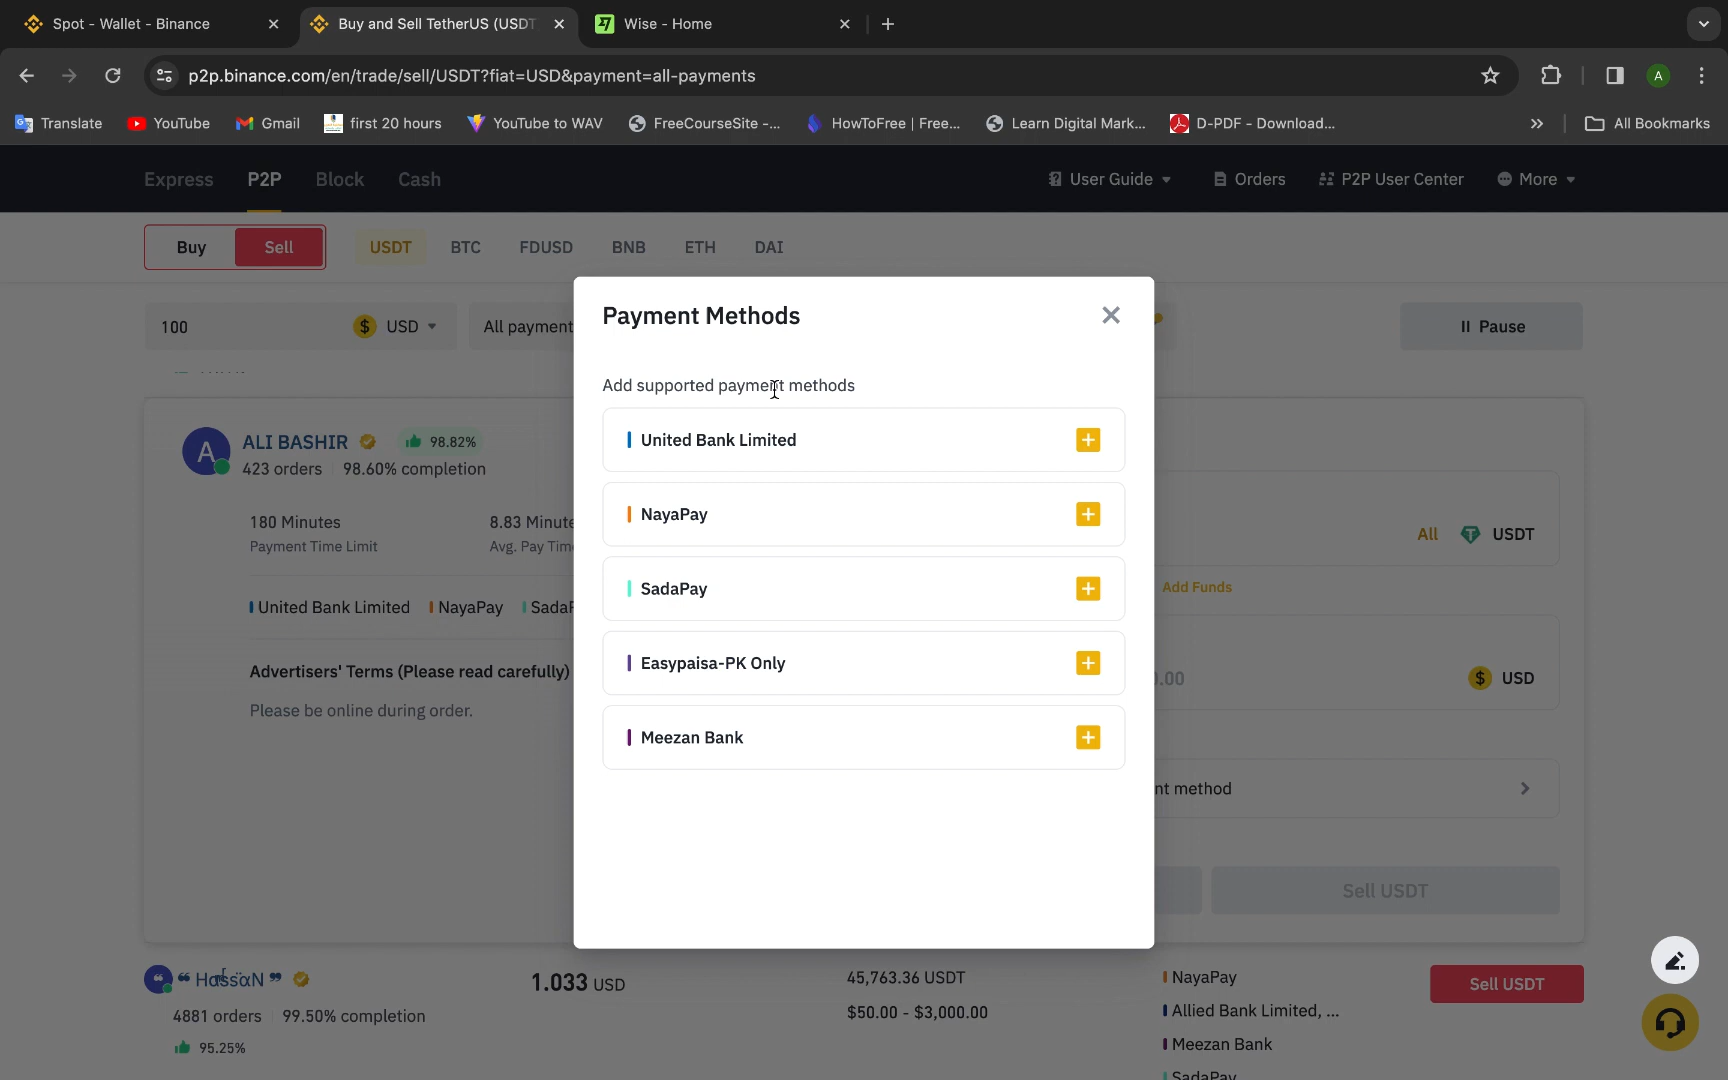 Spot - Wallet - Binance
Buy and Sell TetherUS (USDT
Wise - Home
p2p.binance.com/en/trade/sell/USDT?fiat=USD&payment=all-payments
A
Translate
YouTube
Gmail
first 20 hours
YouTube to WAV
FreeCourseSite -...
HowToFree | Free...
Learn Digital Mark...
D-PDF - Download...
All Bookmarks
Express
P2P
Block
Cash
User Guide
Orders
P2P User Center
More
Buy
Sell
USDT
BTC
FDUSD
BNB
ETH
DAI
100
USD
All payment
Pause
Payment Methods
Add supported payment methods
United Bank Limited
NayaPay
SadaPay
Easypaisa-PK Only
Meezan Bank
A
ALI BASHIR
98.82%
423 orders
98.60% completion
180 Minutes
8.83 Minute
Payment Time Limit
Avg. Pay Tim
United Bank Limited
NayaPay
SadaP
Advertisers' Terms (Please read carefully)
Please be online during order.
All
USDT
Add Funds
0.00
USD
nt method
Sell USDT
1.033 USD
45,763.36 USDT
$50.00 - $3,000.00
4881 orders
99.50% completion
95.25%
NayaPay
Allied Bank Limited, ...
Meezan Bank
SadaPay
Sell USDT